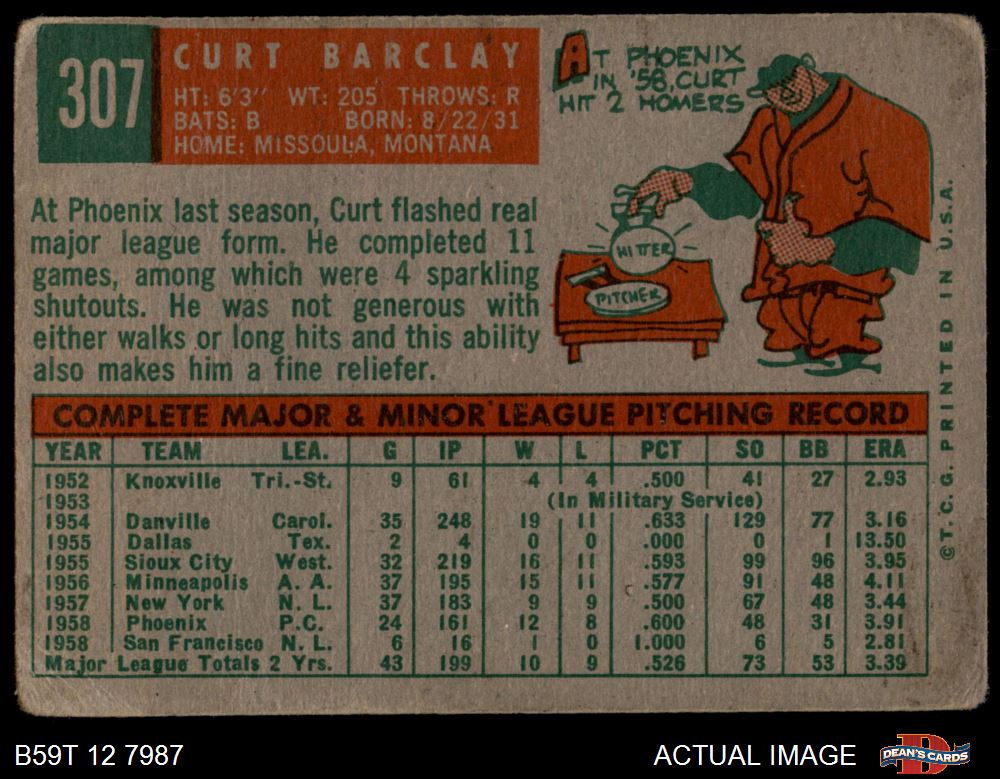 307
CURT BARCLAY
HT: 6'3" WT: 205 THROWS: R
BATS: B BORN: 8/22/31
HOME: MISSOULA, MONTANA
AT PHOENIX
IN '58, CURT
HIT 2 HOMERS
HITTER
PITCHER
At Phoenix last season, Curt flashed real
major league form. He completed 11
games, among which were 4 sparkling
shutouts. He was not generous with
either walks or long hits and this ability
also makes him a fine reliefer.
COMPLETE MAJOR & MINOR LEAGUE PITCHING RECORD
YEAR TEAM LEA. G IP W L PCT SO BB ERA
1952 Knoxville Tri.-St. 9 61 4 4 .500 41 27 2.93
1953 (In Military Service)
1954 Danville Carol. 35 248 19 11 .633 129 77 3.16
1955 Dallas Tex. 2 4 0 0 .000 0 1 13.50
1955 Sioux City West. 32 219 16 11 .593 99 96 3.95
1956 Minneapolis A. A. 37 195 15 11 .577 91 48 4.11
1957 New York N. L. 37 183 9 9 .500 67 48 3.44
1958 Phoenix P.C. 24 161 12 8 .600 48 31 3.91
1958 San Francisco N. L. 6 16 1 0 1.000 6 5 2.81
Major League Totals 2 Yrs. 43 199 10 9 .526 73 53 3.39
© T. C. G. PRINTED IN U.S.A.
B59T 12 7987
ACTUAL IMAGE
DEAN'S CARDS